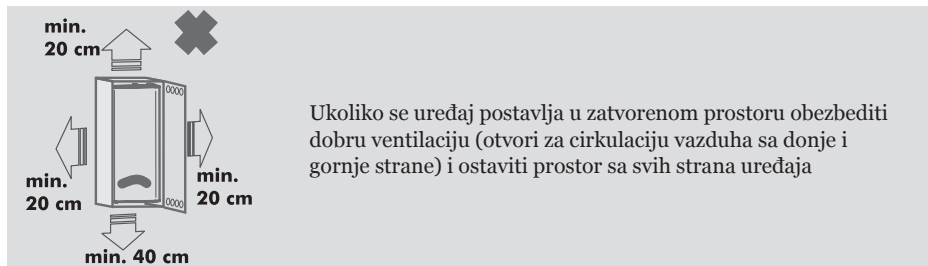 min.
20 cm
min.
20 cm
min.
20 cm
min. 40 cm
Ukoliko se uređaj postavlja u zatvorenom prostoru obezbediti
dobru ventilaciju (otvori za cirkulaciju vazduha sa donje i
gornje strane) i ostaviti prostor sa svih strana uređaja